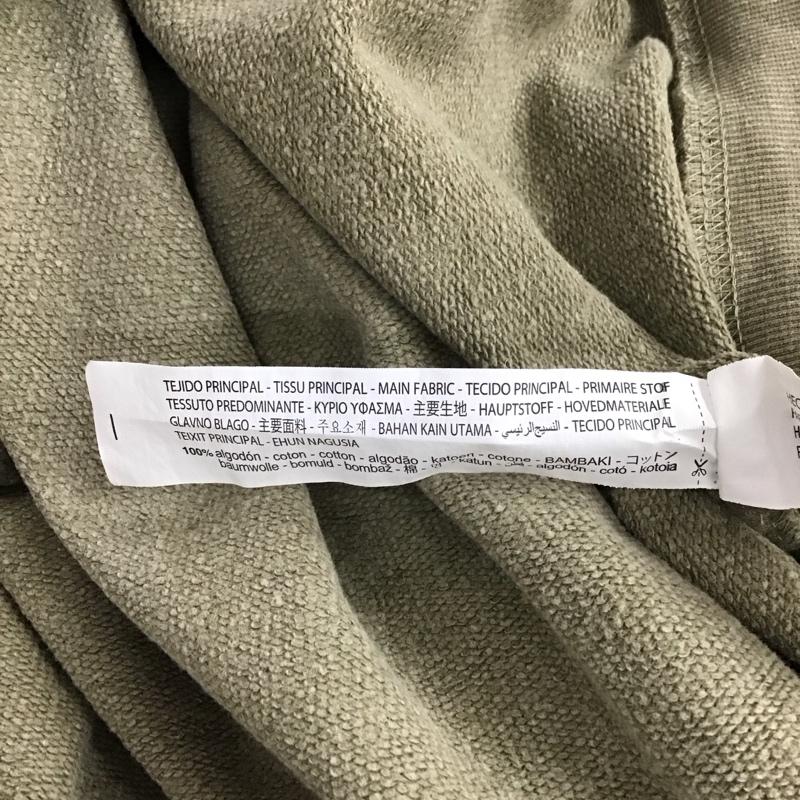 TEJIDO PRINCIPAL - TISSU PRINCIPAL - MAIN FABRIC - TECIDO PRINCIPAL - PRIMAIRE STOF
TESSUTO PREDOMINANTE - ΚΥΡΙΟ ΥΦΑΣΜΑ - 主要生地 - HAUPTSTOFF - HOVEDMATERIALE
GLAVNO BLAGO - 主要面料 - 주요소재 - BAHAN KAIN UTAMA - النسيج الرئيسي - TECIDO PRINCIPAL
TEIXIT PRINCIPAL - EHUN NAGUSIA
100% algodón - coton - cotton - algodão - katoen - cotone - ΒΑΜΒΑΚΙ - コットン
baumwolle - bomuld - bombaž - 棉 - katun - algodón - cotó - kotoia